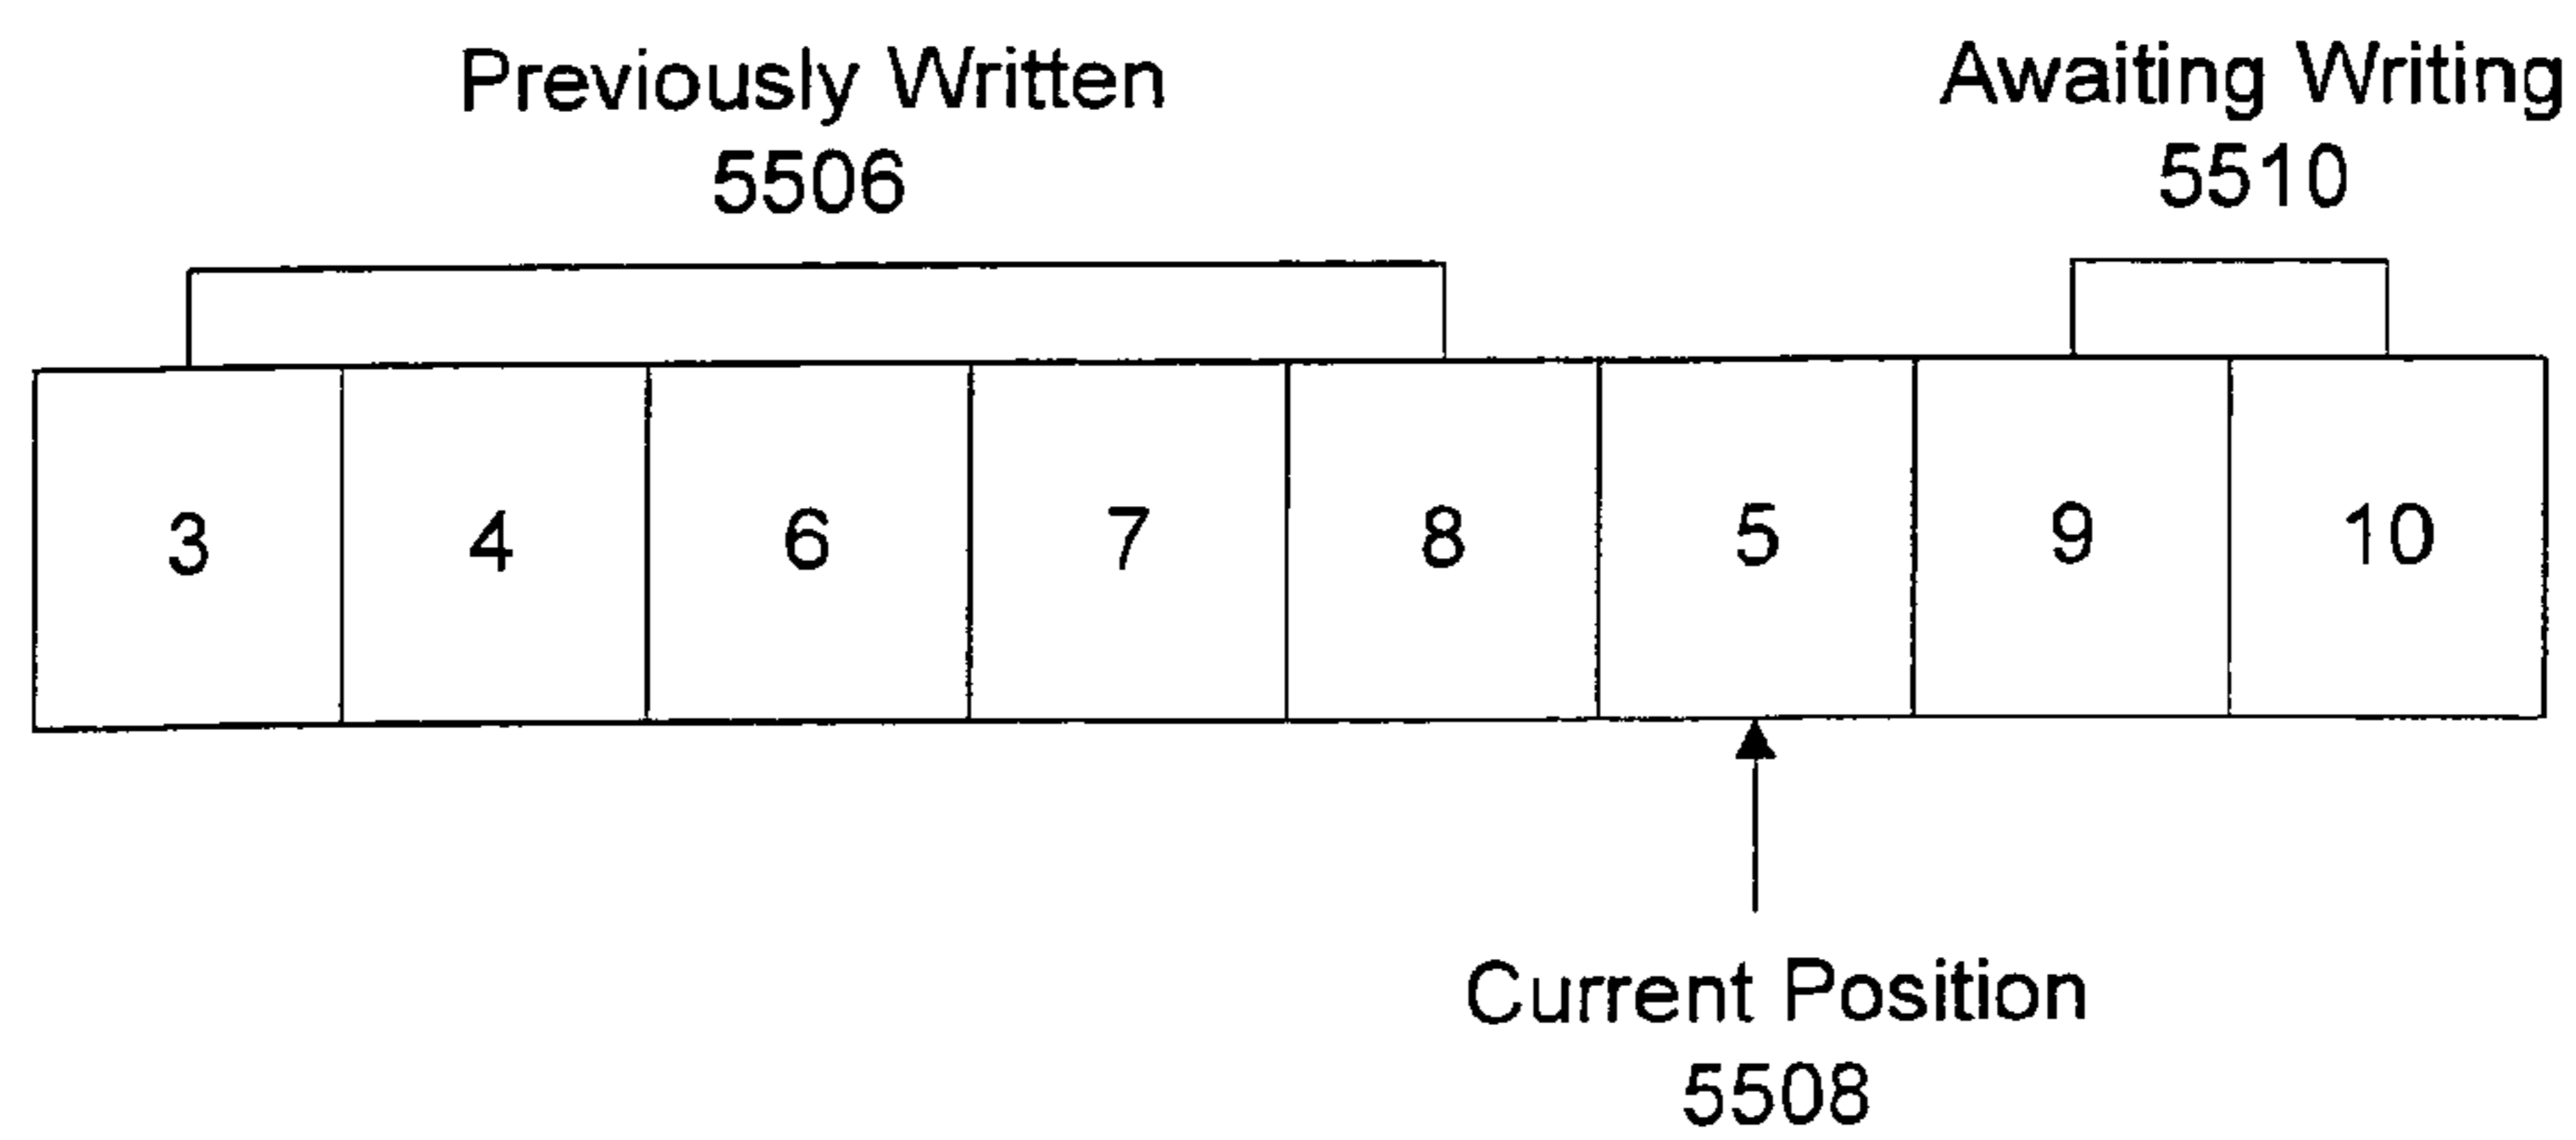 Previously Written
5506
Awaiting Writing
5510
3 4 6 7 8 5 9 10
Current Position
5508